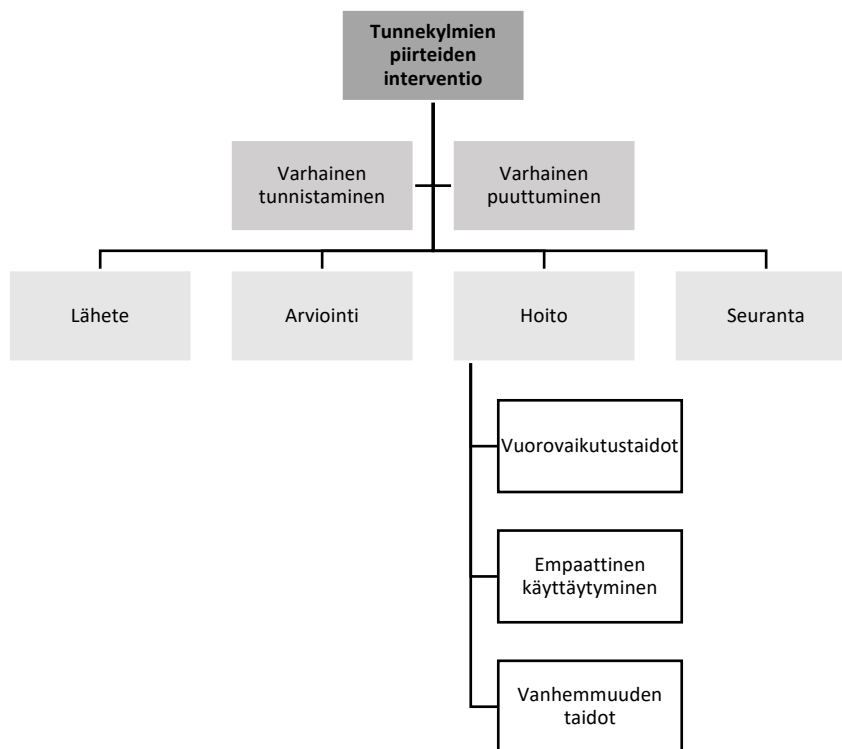 Tunnekylmien
piirteiden
interventio
Varhainen
tunnistaminen
Varhainen
puuttuminen
Lähete
Arviointi
Hoito
Seuranta
Vuorovaikutustaidot
Empaattinen
käyttäytyminen
Vanhemmuuden
taidot